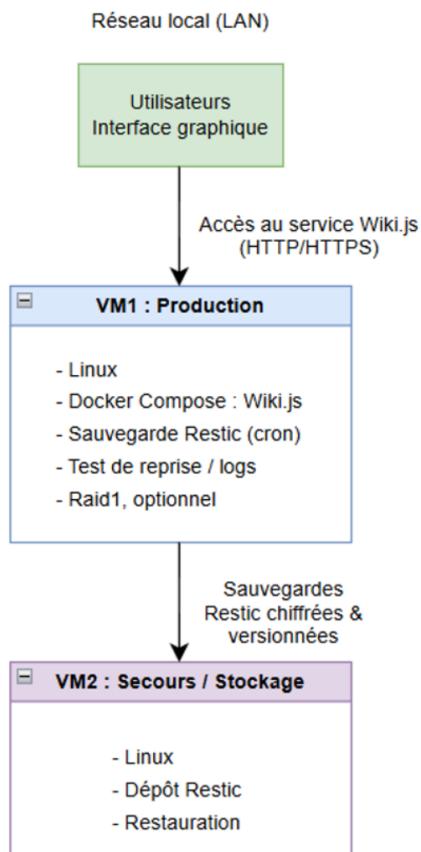 Réseau local (LAN)
Utilisateurs
Interface graphique
Accès au service Wiki.js
(HTTP/HTTPS)
VM1 : Production
- Linux
- Docker Compose : Wiki.js
- Sauvegarde Restic (cron)
- Test de reprise / logs
- Raid1, optionnel
Sauvegardes
Restic chiffrées &
versionnées
VM2 : Secours / Stockage
- Linux
- Dépôt Restic
- Restauration